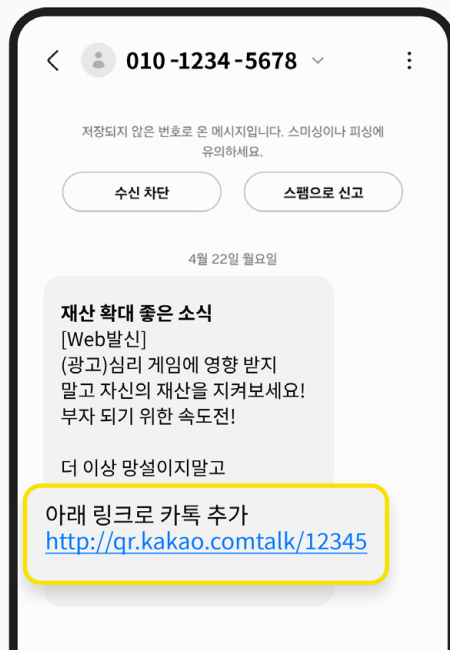 010-1234-5678
저장되지 않은 번호로 온 메시지입니다. 스미싱이나 피싱에
유의하세요.
수신 차단
스팸으로 신고
4월 22일 월요일
재산 확대 좋은 소식
[Web발신]
(광고)심리 게임에 영향 받지
말고 자신의 재산을 지켜보세요!
부자 되기 위한 속도전!
더 이상 망설이지말고
아래 링크로 카톡 추가
http://qr.kakao.comtalk/12345